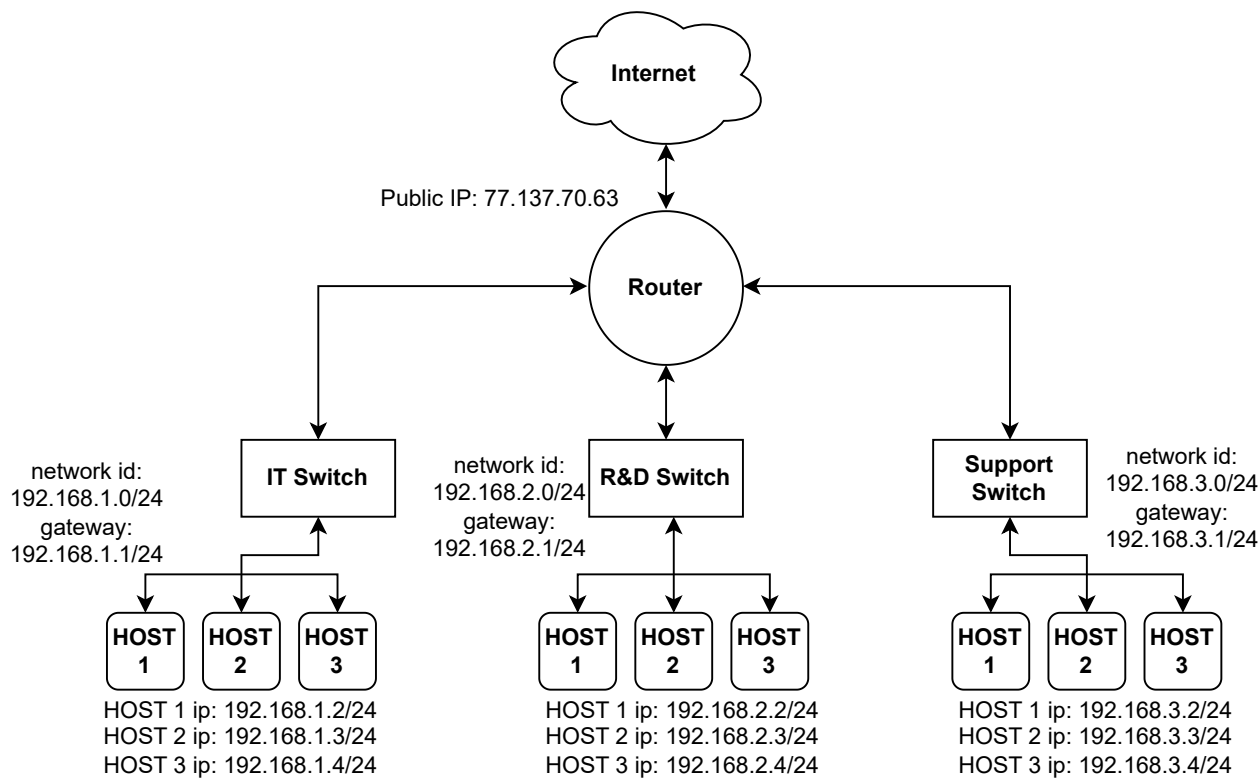 Internet
Public IP: 77.137.70.63
Router
network id:
192.168.1.0/24
gateway:
192.168.1.1/24
IT Switch
network id:
192.168.2.0/24
gateway:
192.168.2.1/24
R&D Switch
Support
Switch
network id:
192.168.3.0/24
gateway:
192.168.3.1/24
HOST
1
HOST
2
HOST
3
HOST 1 ip: 192.168.1.2/24
HOST 2 ip: 192.168.1.3/24
HOST 3 ip: 192.168.1.4/24
HOST
1
HOST
2
HOST
3
HOST 1 ip: 192.168.2.2/24
HOST 2 ip: 192.168.2.3/24
HOST 3 ip: 192.168.2.4/24
HOST
1
HOST
2
HOST
3
HOST 1 ip: 192.168.3.2/24
HOST 2 ip: 192.168.3.3/24
HOST 3 ip: 192.168.3.4/24